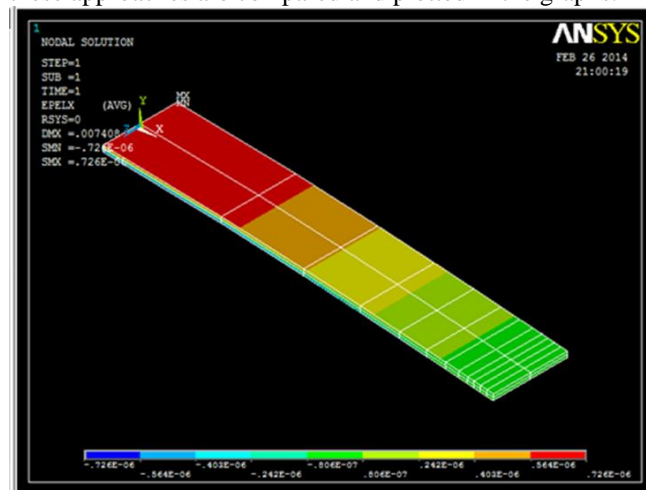 1
NODAL SOLUTION
STEP=1
SUB =1
TIME=1
EPELX (AVG)
RSYS=0
DMX =.007408
SMN =-.726E-06
SMX =.726E-06
ANSYS
FEB 26 2014
21:00:19
MX
MN
Y
Z
X
-.726E-06 -.564E-06 -.403E-06 -.242E-06 -.806E-07 .806E-07 .242E-06 .403E-06 .564E-06 .726E-06